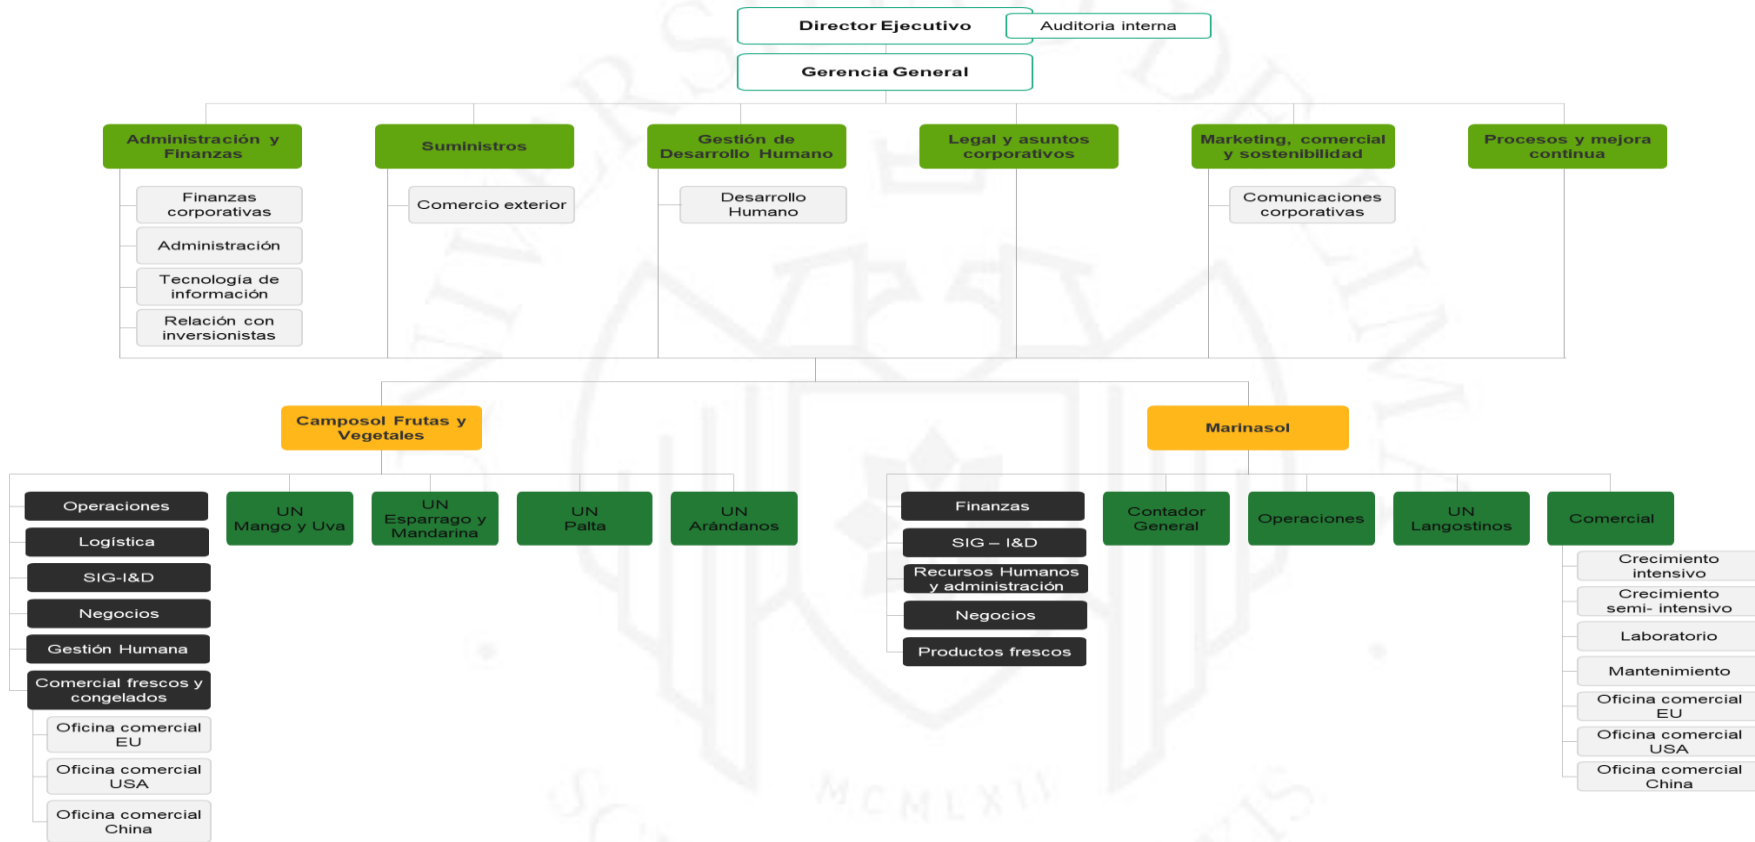 Director Ejecutivo
Auditoria interna
Gerencia General
Administración y
Finanzas
Suministros
Gestión de
Desarrollo Humano
Legal y asuntos
corporativos
Marketing, comercial
y sostenibilidad
Procesos y mejora
continua
Finanzas
corporativas
Administración
Tecnología de
información
Relación con
inversionistas
Comercio exterior
Desarrollo
Humano
Comunicaciones
corporativas
Camposol Frutas y
Vegetales
Marinasol
Operaciones
Logística
SIG-I&D
Negocios
Gestión Humana
Comercial frescos y
congelados
Oficina comercial
EU
Oficina comercial
USA
Oficina comercial
China
UN
Mango y Uva
UN
Esparrago y
Mandarina
UN
Palta
UN
Arándanos
Finanzas
SIG – I&D
Recursos Humanos
y administración
Negocios
Productos frescos
Contador
General
Operaciones
UN
Langostinos
Comercial
Crecimiento
intensivo
Crecimiento
semi- intensivo
Laboratorio
Mantenimiento
Oficina comercial
EU
Oficina comercial
USA
Oficina comercial
China
MCMLXII